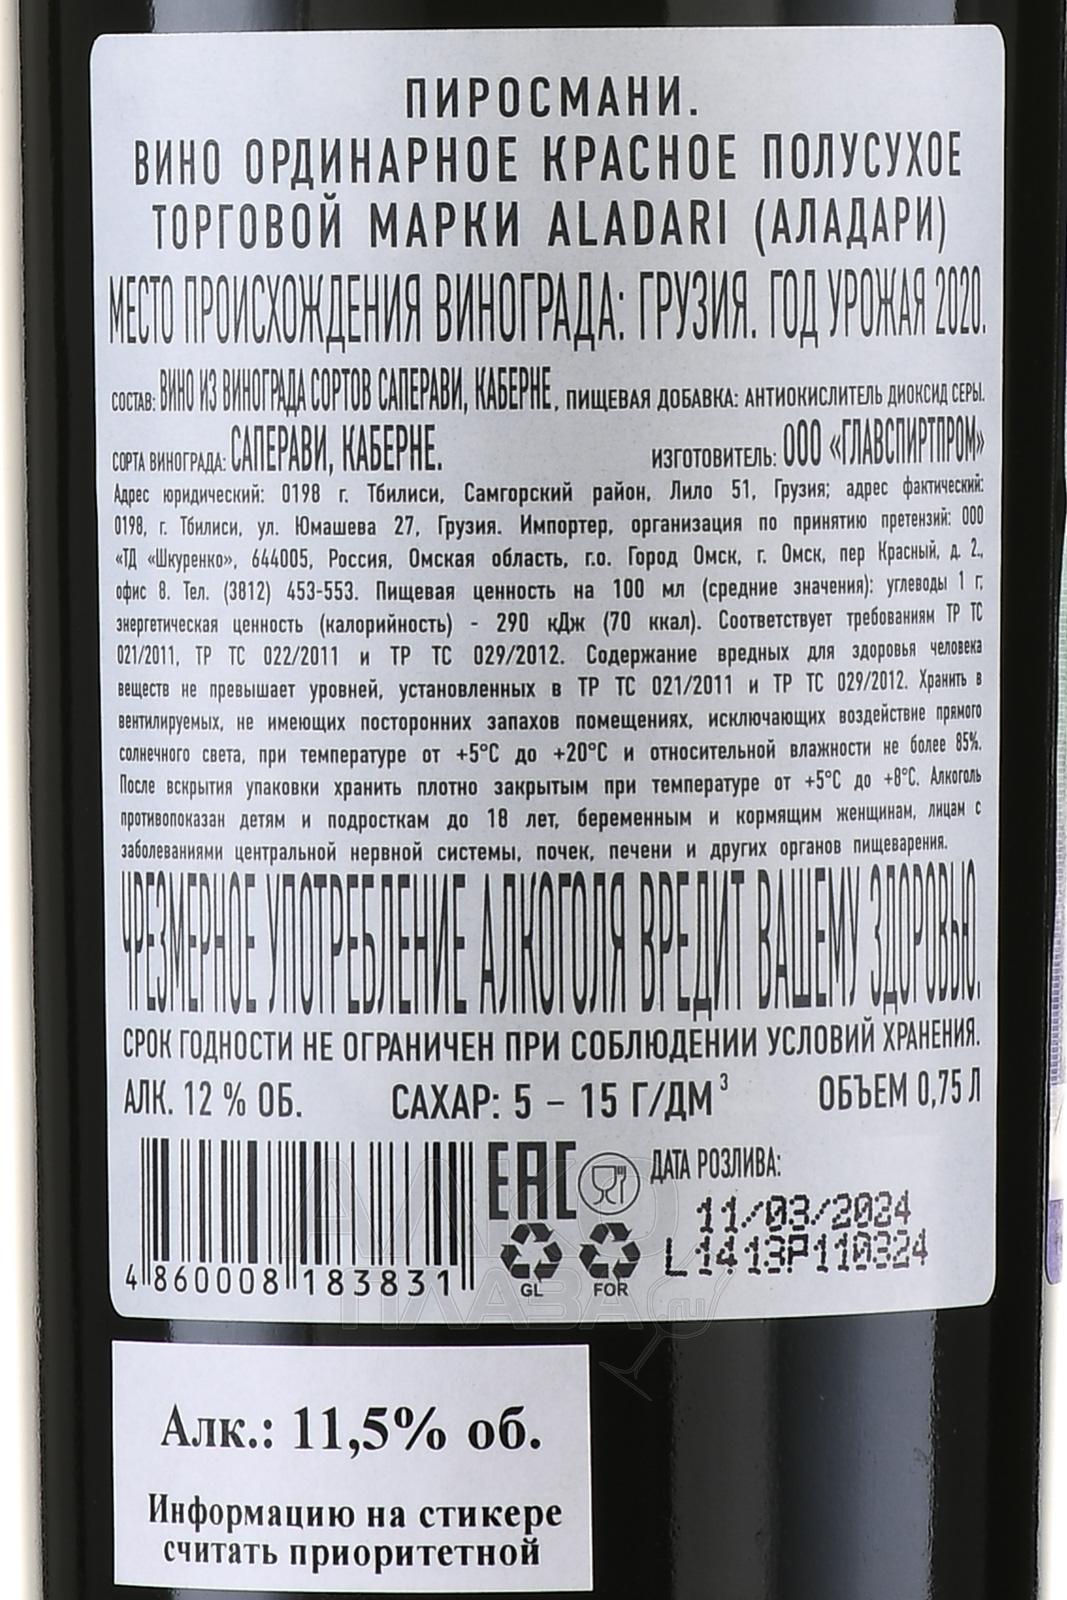 ПИРОСМАНИ.
ВИНО ОРДИНАРНОЕ КРАСНОЕ ПОЛУСУХОЕ
ТОРГОВОЙ МАРКИ ALADARI (АЛАДАРИ)
МЕСТО ПРОИСХОЖДЕНИЯ ВИНОГРАДА: ГРУЗИЯ. ГОД УРОЖАЯ 2020.
СОСТАВ: ВИНО ИЗ ВИНОГРАДА СОРТОВ САПЕРАВИ, КАБЕРНЕ, ПИЩЕВАЯ ДОБАВКА: АНТИОКИСЛИТЕЛЬ ДИОКСИД СЕРЫ.
СОРТА ВИНОГРАДА: САПЕРАВИ, КАБЕРНЕ. ИЗГОТОВИТЕЛЬ: ООО «ГЛАВСПИРТПРОМ»
Адрес юридический: 0198 г. Тбилиси, Самгорский район, Лило 51, Грузия; адрес фактический:
0198, г. Тбилиси, ул. Юмашева 27, Грузия. Импортер, организация по принятию претензий: ООО
«ТД «Шкуренко», 644005, Россия, Омская область, г.о. Город Омск, г. Омск, пер Красный, д. 2.,
офис 8. Тел. (3812) 453-553. Пищевая ценность на 100 мл (средние значения): углеводы 1 г;
энергетическая ценность (калорийность) - 290 кДж (70 ккал). Соответствует требованиям ТР ТС
021/2011, ТР ТС 022/2011 и ТР ТС 029/2012. Содержание вредных для здоровья человека
веществ не превышает уровней, установленных в ТР ТС 021/2011 и ТР ТС 029/2012. Хранить в
вентилируемых, не имеющих посторонних запахов помещениях, исключающих воздействие прямого
солнечного света, при температуре от +5°С до +20°С и относительной влажности не более 85%.
После вскрытия упаковки хранить плотно закрытым при температуре от +5°С до +8°С. Алкоголь
противопоказан детям и подросткам до 18 лет, беременным и кормящим женщинам, лицам с
заболеваниями центральной нервной системы, почек, печени и других органов пищеварения.
ЧРЕЗМЕРНОЕ УПОТРЕБЛЕНИЕ АЛКОГОЛЯ ВРЕДИТ ВАШЕМУ ЗДОРОВЬЮ.
СРОК ГОДНОСТИ НЕ ОГРАНИЧЕН ПРИ СОБЛЮДЕНИИ УСЛОВИЙ ХРАНЕНИЯ.
АЛК. 12 % ОБ. САХАР: 5 – 15 Г/ДМ³ ОБЪЕМ 0,75 Л
EAC ДАТА РОЗЛИВА:
11/03/2024
L1413P110324
4 860008 183831 GL FOR
АЛКО
ПЛАЗА.ru
Алк.: 11,5% об.
Информацию на стикере
считать приоритетной